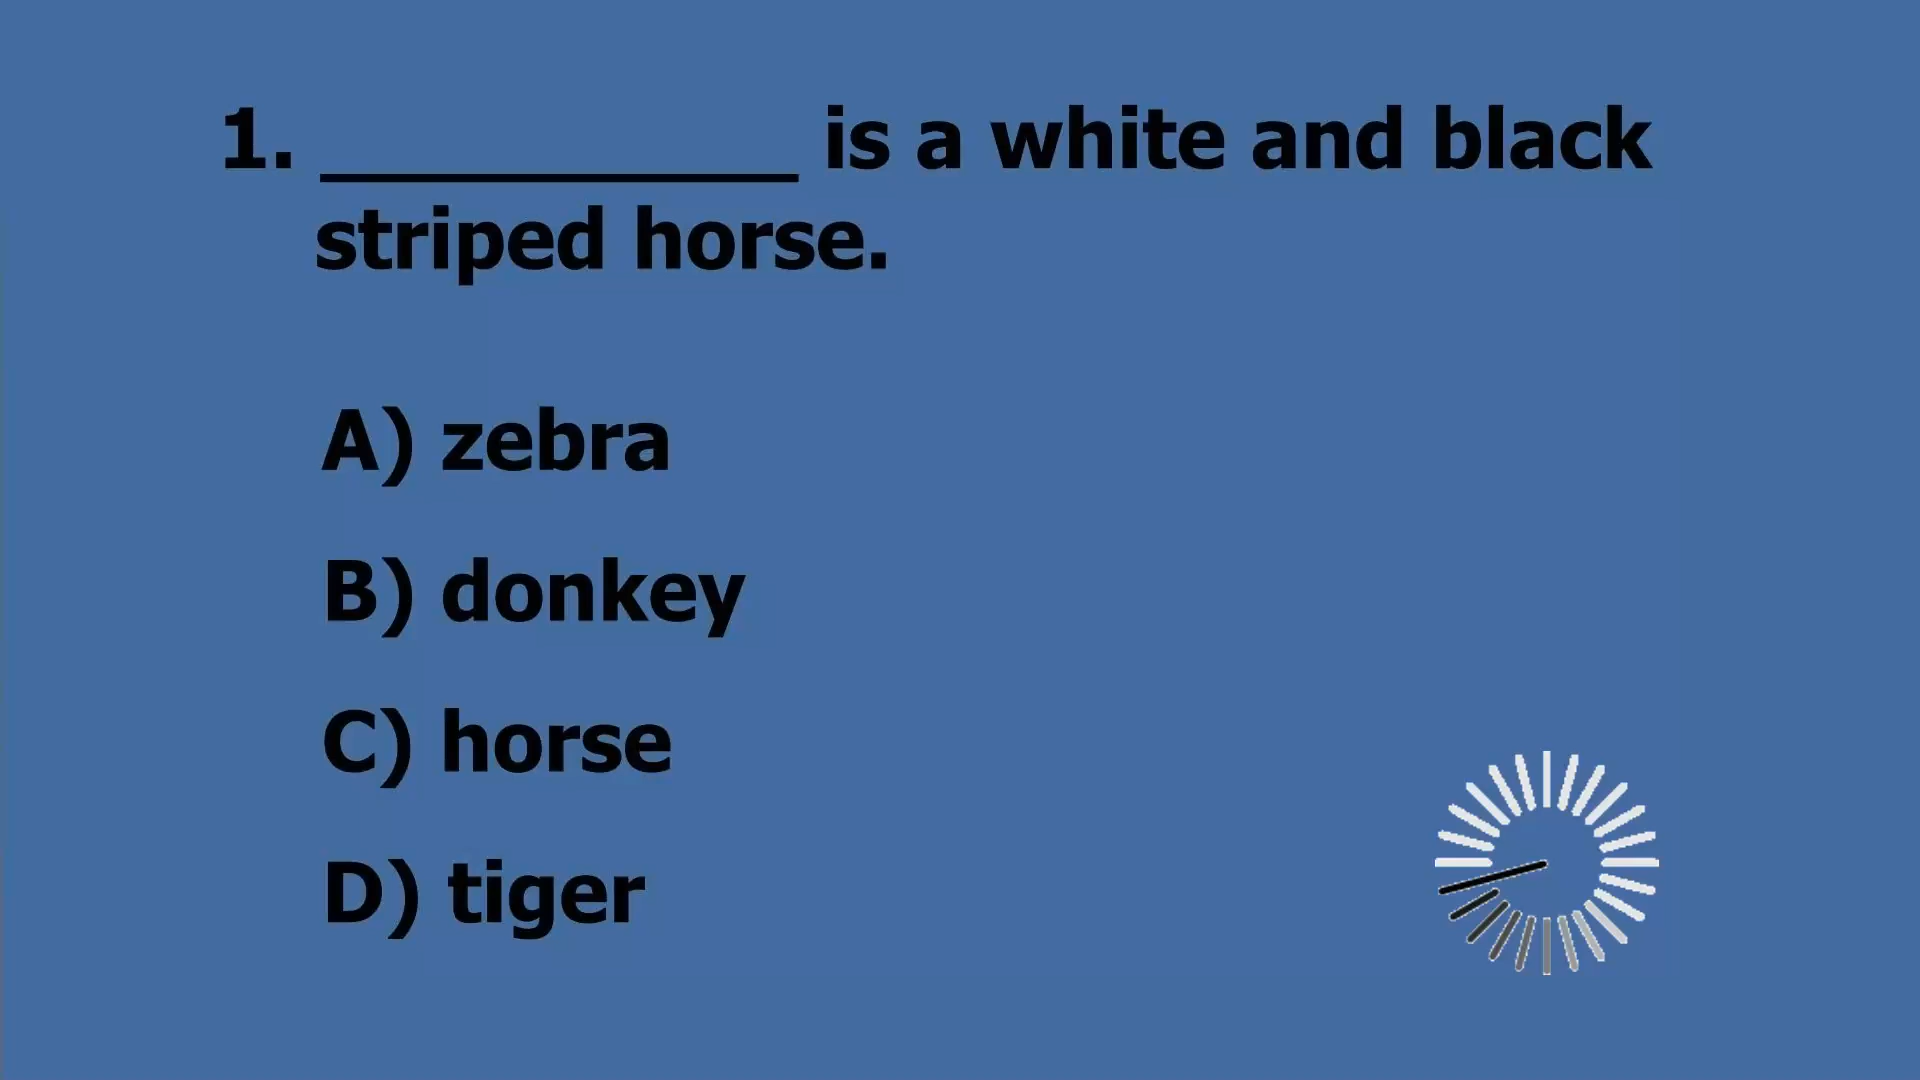 1. ___________ is a white and black
striped horse.
A) zebra
B) donkey
C) horse
D) tiger